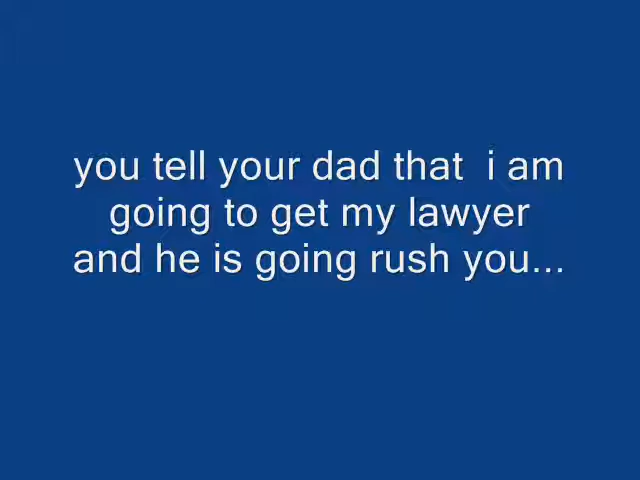 you tell your dad that  i am
going to get my lawyer
and he is going rush you...